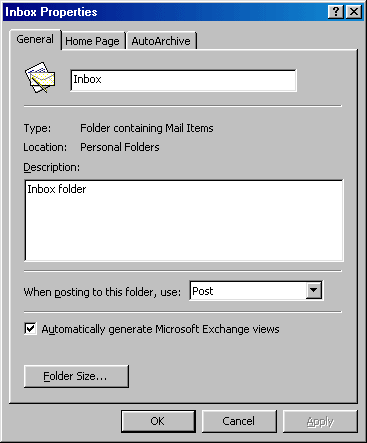 Inbox Properties
General Home Page AutoArchive
Inbox
Type: Folder containing Mail Items
Location: Personal Folders
Description:
Inbox folder
When posting to this folder, use: Post
Automatically generate Microsoft Exchange views
Folder Size...
OK Cancel Apply